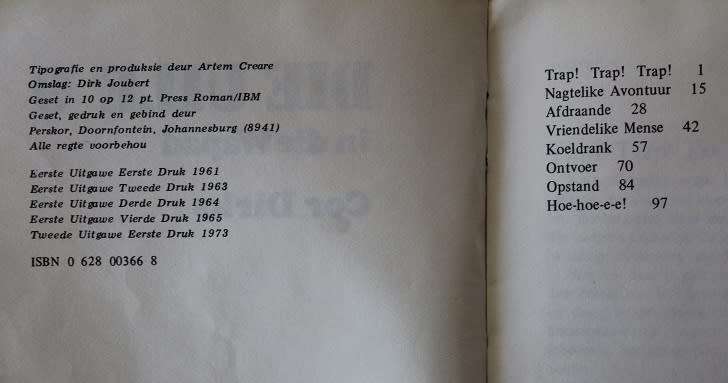 Tipografie en produksie deur Artem Creare
Omslag: Dirk Joubert
Geset in 10 op 12 pt. Press Roman/IBM
Geset, gedruk en gebind deur
Perskor, Doornfontein, Johannesburg (8941)
Alle regte voorbehou
Eerste Uitgawe Eerste Druk 1961
Eerste Uitgawe Tweede Druk 1963
Eerste Uitgawe Derde Druk 1964
Eerste Uitgawe Vierde Druk 1965
Tweede Uitgawe Eerste Druk 1973
ISBN 0 628 00366 8
Trap! Trap! Trap! 1
Nagtelike Avontuur 15
Afdraande 28
Vriendelike Mense 42
Koeldrank 57
Ontvoer 70
Opstand 84
Hoe-hoe-e-e! 97